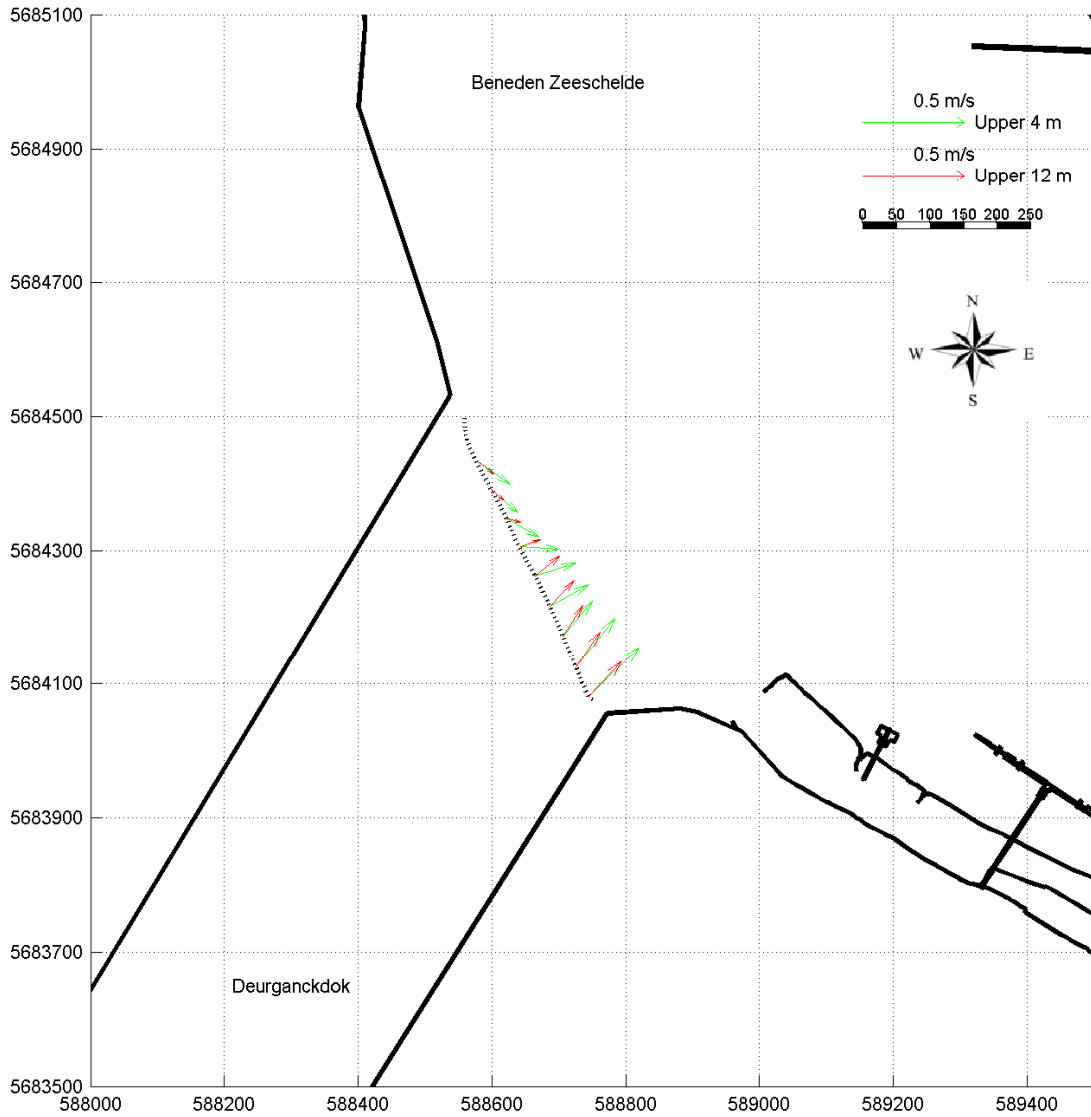 5685100
Beneden Zeeschelde
0.5 m/s
Upper 4 m
5684900
0.5 m/s
Upper 12 m
0 50 100 150 200 250
5684700
N
W E
S
5684500
5684300
5684100
5683900
5683700
Deurganckdok
5683500
588000 588200 588400 588600 588800 589000 589200 589400